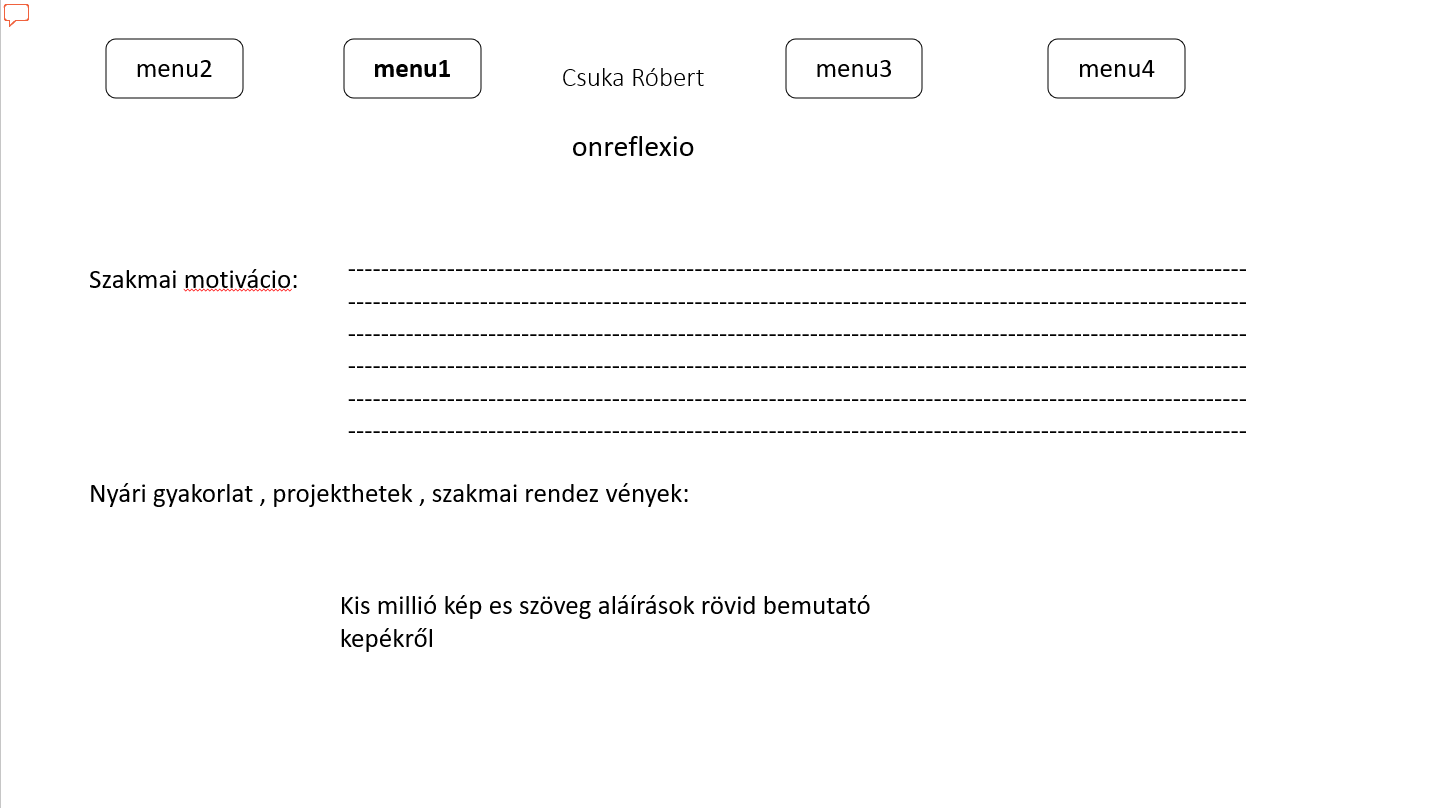 menu2 menu1 Csuka Róbert menu3 menu4
onreflexio
Szakmai motivácio: -------------------------------------------------------------------------------------------------------------
-------------------------------------------------------------------------------------------------------------
-------------------------------------------------------------------------------------------------------------
-------------------------------------------------------------------------------------------------------------
-------------------------------------------------------------------------------------------------------------
-------------------------------------------------------------------------------------------------------------
Nyári gyakorlat , projekthetek , szakmai rendez vények:
Kis millió kép es szöveg aláírások rövid bemutató
kepékről